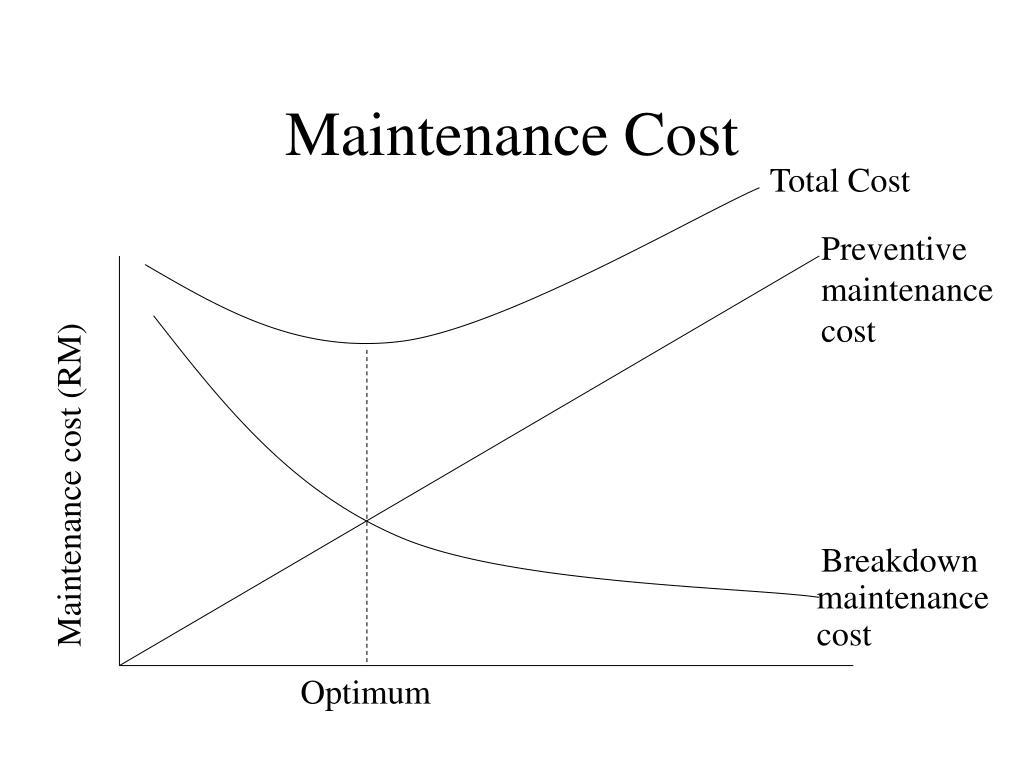 Maintenance Cost
Total Cost
Preventive
maintenance
cost
Maintenance cost (RM)
Breakdown
maintenance
cost
Optimum